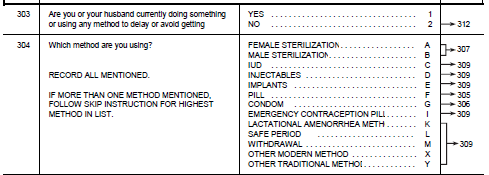 303 Are you or your husband currently doing something YES . . . . . . . . . . . . . . . . . . . . . . . . . . . . . . . . 1
or using any method to delay or avoid getting NO . . . . . . . . . . . . . . . . . . . . . . . . . . . . . . . . 2 312
304 Which method are you using? FEMALE STERILIZATION . . . . . . . . . . . . . A 307
MALE STERILIZATION . . . . . . . . . . . . . . . B
IUD . . . . . . . . . . . . . . . . . . . . . . . . . . . . . . . . C 309
RECORD ALL MENTIONED. INJECTABLES . . . . . . . . . . . . . . . . . . . . . . D 309
IMPLANTS . . . . . . . . . . . . . . . . . . . . . . . . . E 309
IF MORE THAN ONE METHOD MENTIONED, PILL . . . . . . . . . . . . . . . . . . . . . . . . . . . . . . . F 305
FOLLOW SKIP INSTRUCTION FOR HIGHEST CONDOM . . . . . . . . . . . . . . . . . . . . . . . . . G 306
METHOD IN LIST. EMERGENCY CONTRACEPTION PILL . . . . . . I 309
LACTATIONAL AMENORRHEA METH . . . . . . K
SAFE PERIOD . . . . . . . . . . . . . . . . . . . . L
WITHDRAWAL . . . . . . . . . . . . . . . . . . . . . . M 309
OTHER MODERN METHOD . . . . . . . . . . . . . X
OTHER TRADITIONAL METHOD . . . . . . . . . . . Y